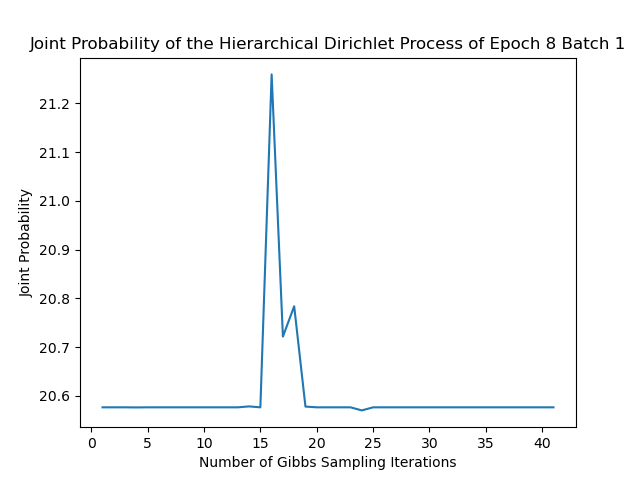 Joint Probability of the Hierarchical Dirichlet Process of Epoch 8 Batch 1
Joint Probability
21.2
21.1
21.0
20.9
20.8
20.7
20.6
0 5 10 15 20 25 30 35 40
Number of Gibbs Sampling Iterations